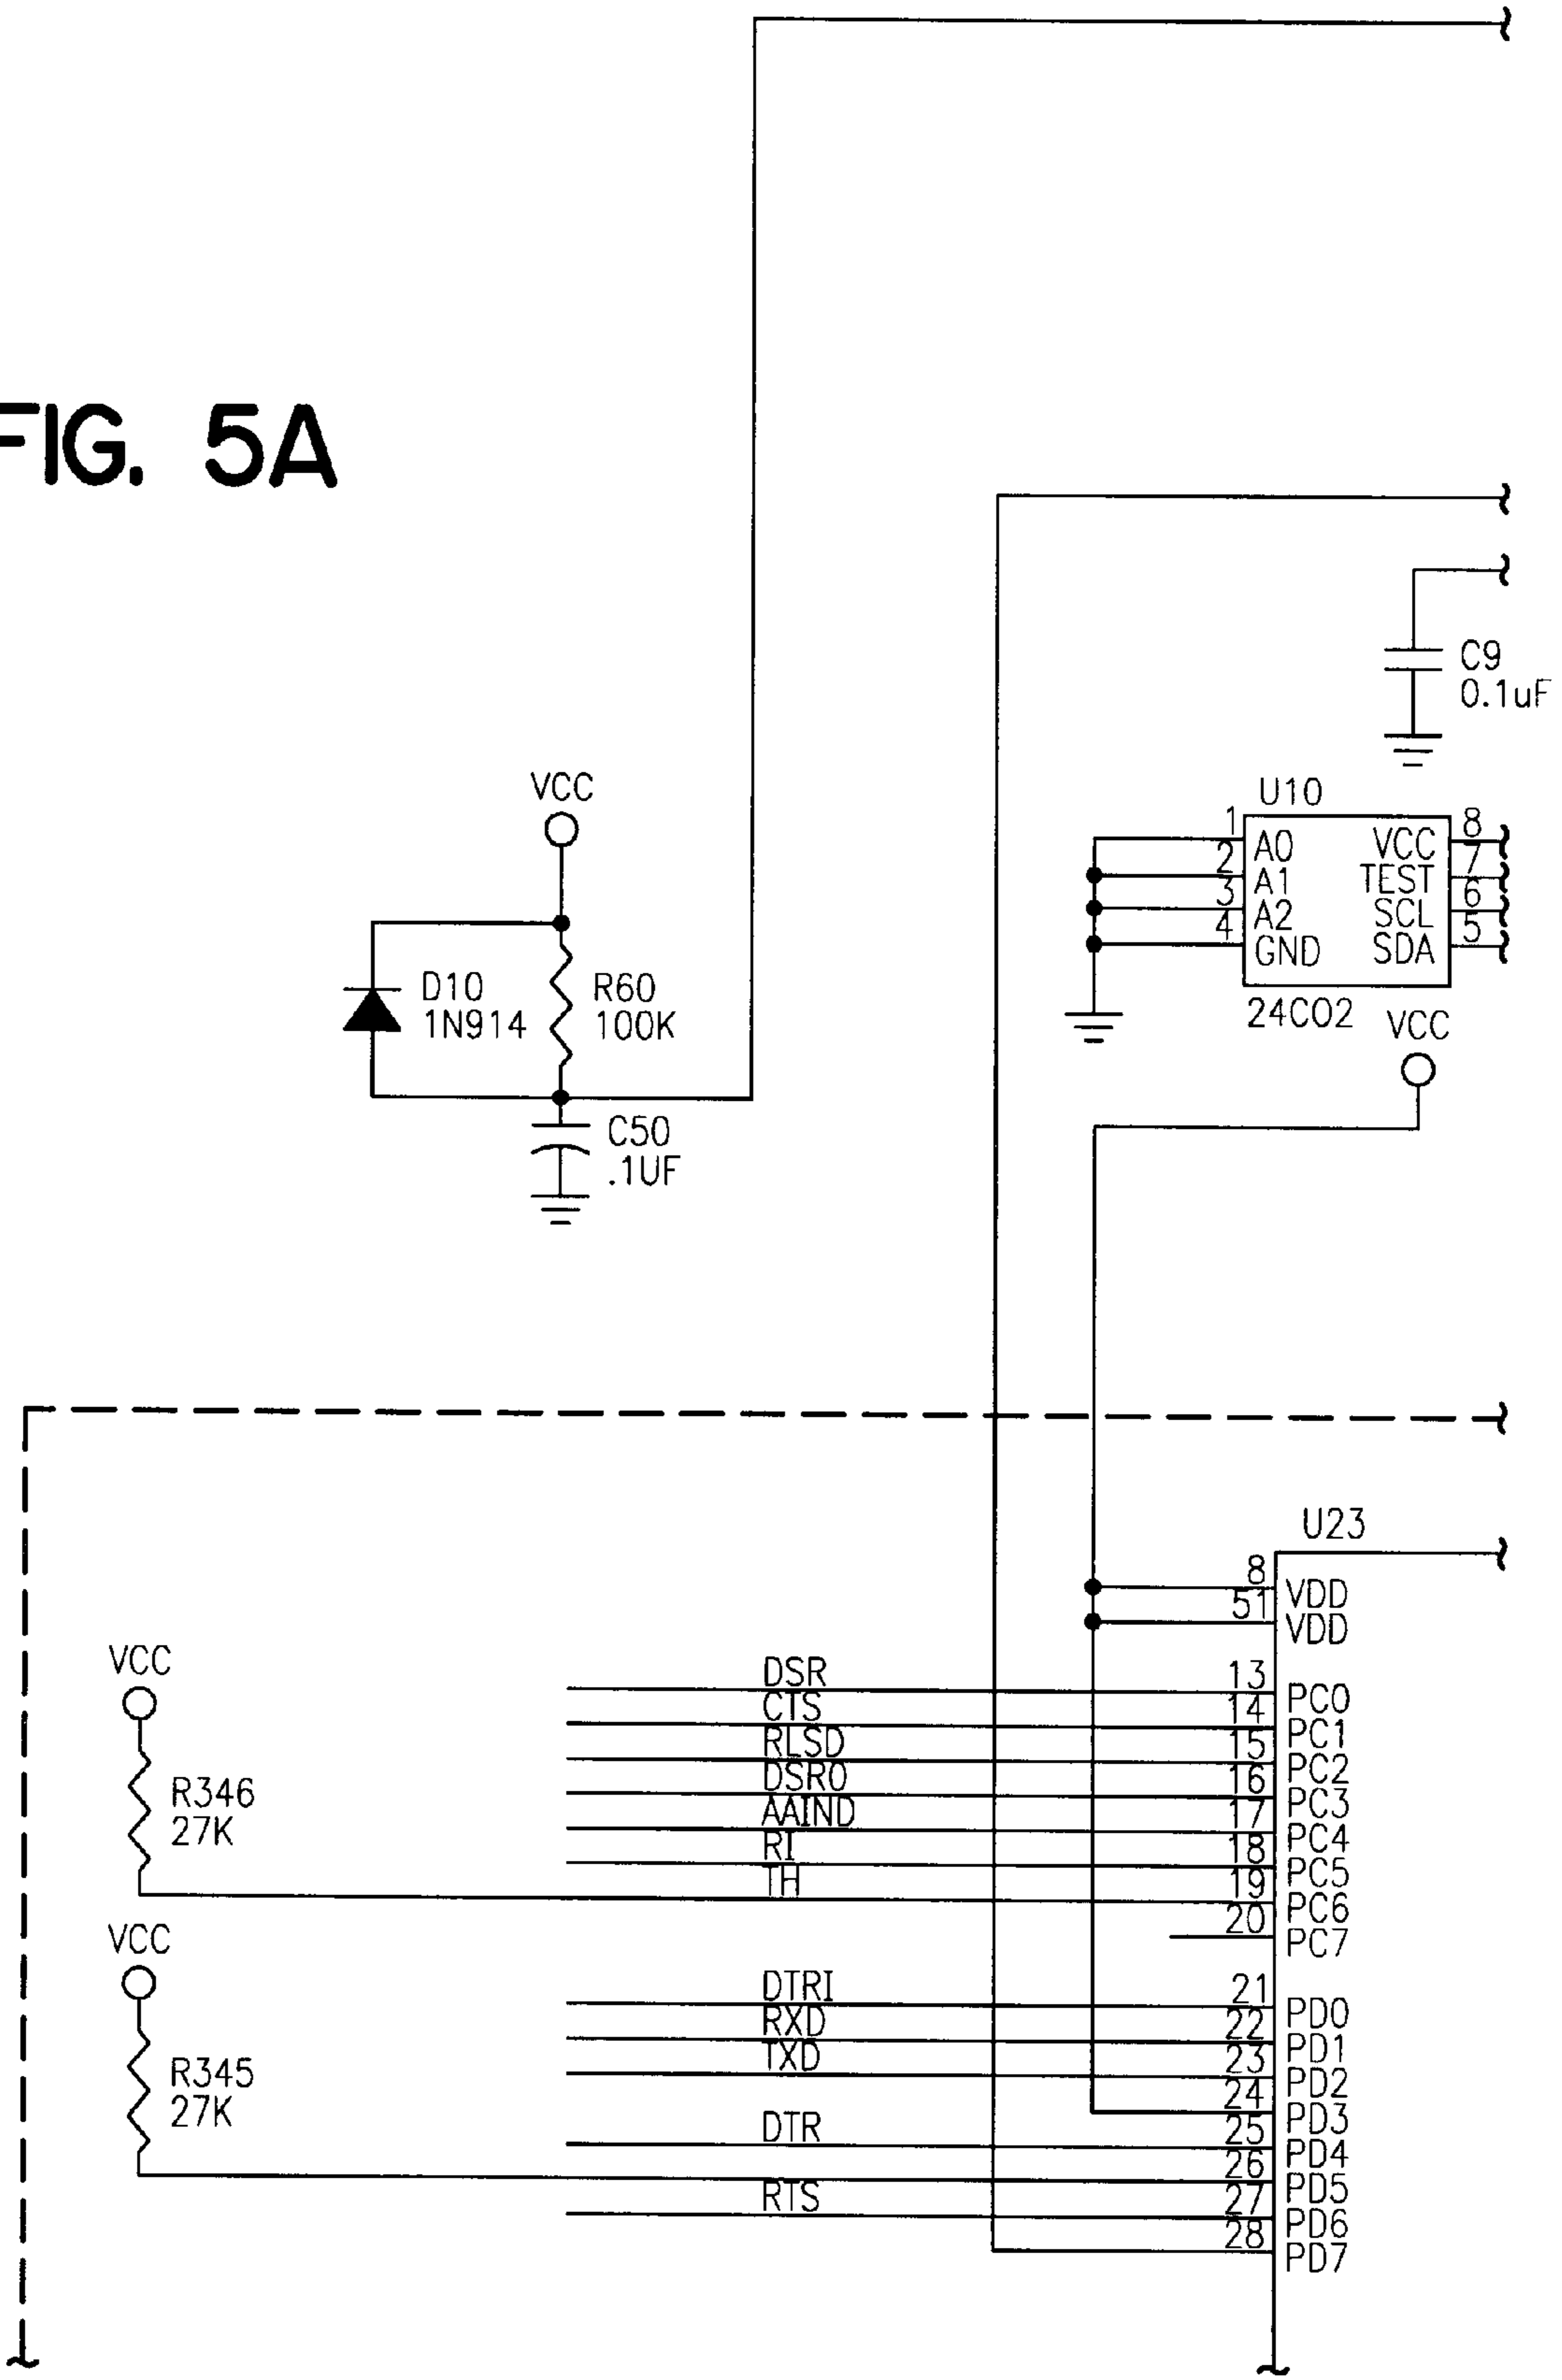 FIG. 5A
C9
0.1uF
VCC
U10
1 A0 VCC 8
2 A1 TEST 7
3 A2 SCL 6
4 GND SDA 5
24C02
D10
1N914
R60
100K
VCC
C50
.1UF
U23
8 VDD
51 VDD
VCC
DSR 13 PC0
CTS 14 PC1
RLSD 15 PC2
DSRO 16 PC3
R346
27K
AAIND 17 PC4
RI 18 PC5
TH 19 PC6
20 PC7
VCC
DTRI 21 PD0
RXD 22 PD1
TXD 23 PD2
R345
27K
24 PD3
DTR 25 PD4
26 PD5
RTS 27 PD6
28 PD7